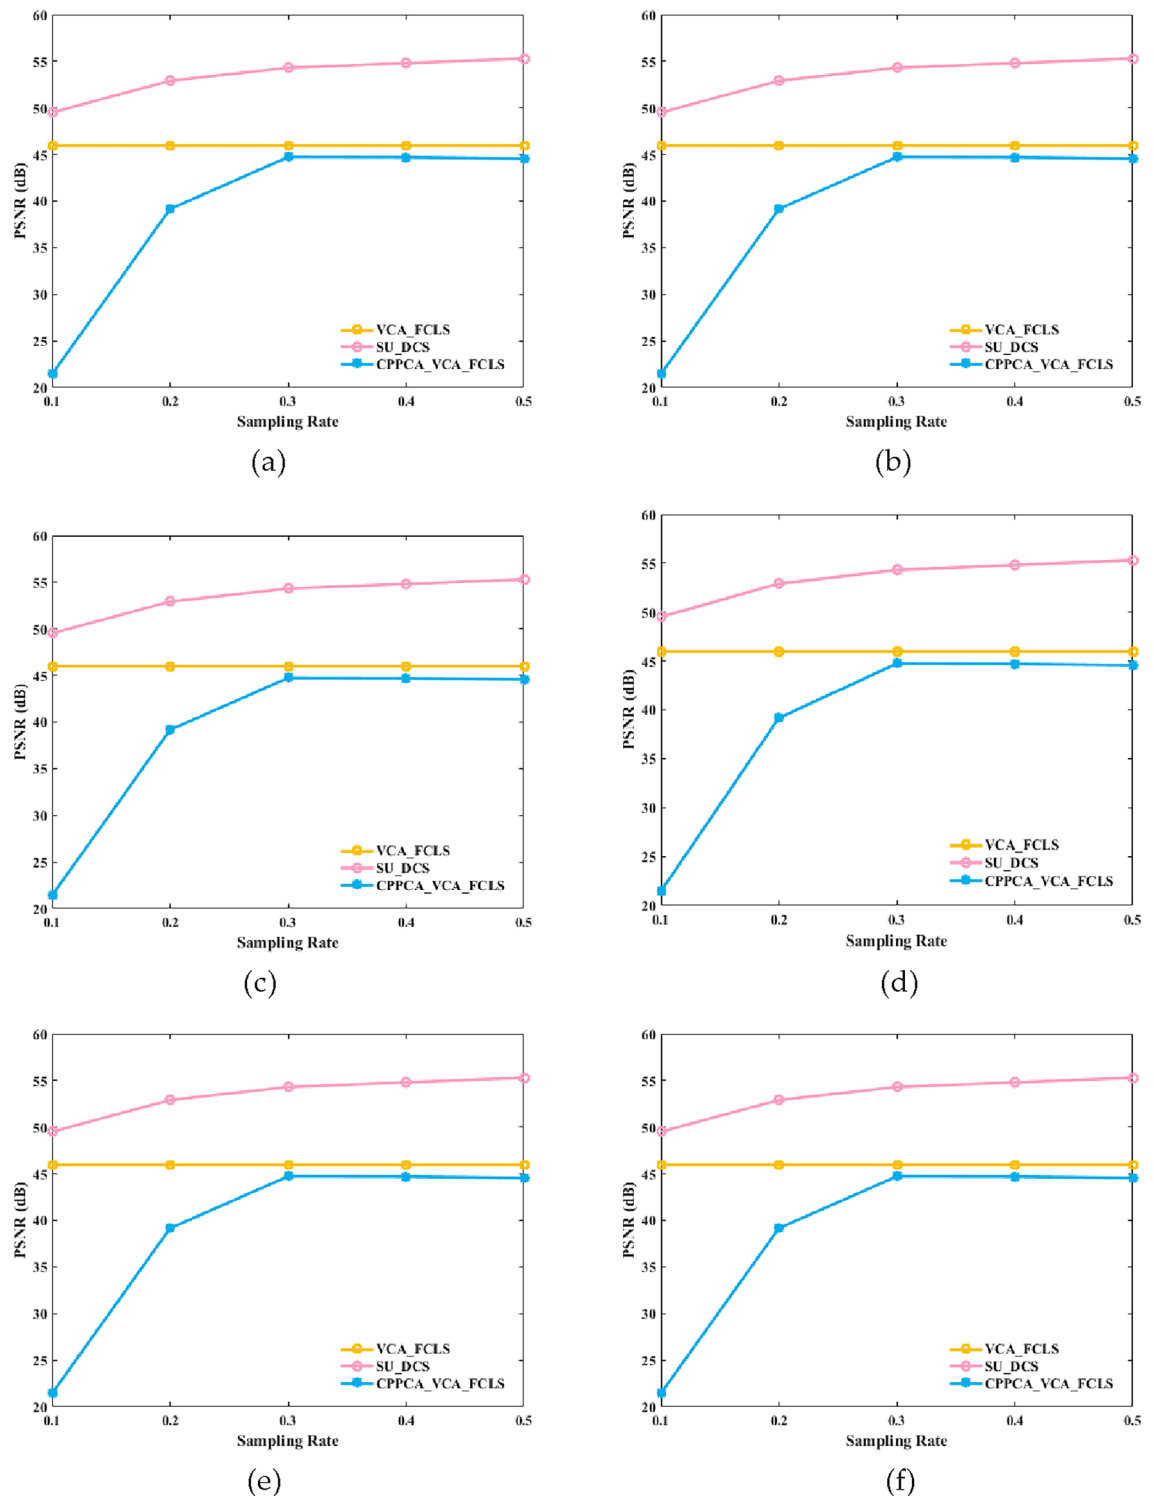 60
55
50
45
40
35
30
25
20
PSNR (dB)
VCA_FCLS
SU_DCS
CPPCA_VCA_FCLS
0.1 0.2 0.3 0.4 0.5
Sampling Rate
(a)
60
55
50
45
40
35
30
25
20
PSNR (dB)
VCA_FCLS
SU_DCS
CPPCA_VCA_FCLS
0.1 0.2 0.3 0.4 0.5
Sampling Rate
(b)
60
55
50
45
40
35
30
25
20
PSNR (dB)
VCA_FCLS
SU_DCS
CPPCA_VCA_FCLS
0.1 0.2 0.3 0.4 0.5
Sampling Rate
(c)
60
55
50
45
40
35
30
25
20
PSNR (dB)
VCA_FCLS
SU_DCS
CPPCA_VCA_FCLS
0.1 0.2 0.3 0.4 0.5
Sampling Rate
(d)
60
55
50
45
40
35
30
25
20
PSNR (dB)
VCA_FCLS
SU_DCS
CPPCA_VCA_FCLS
0.1 0.2 0.3 0.4 0.5
Sampling Rate
(e)
60
55
50
45
40
35
30
25
20
PSNR (dB)
VCA_FCLS
SU_DCS
CPPCA_VCA_FCLS
0.1 0.2 0.3 0.4 0.5
Sampling Rate
(f)